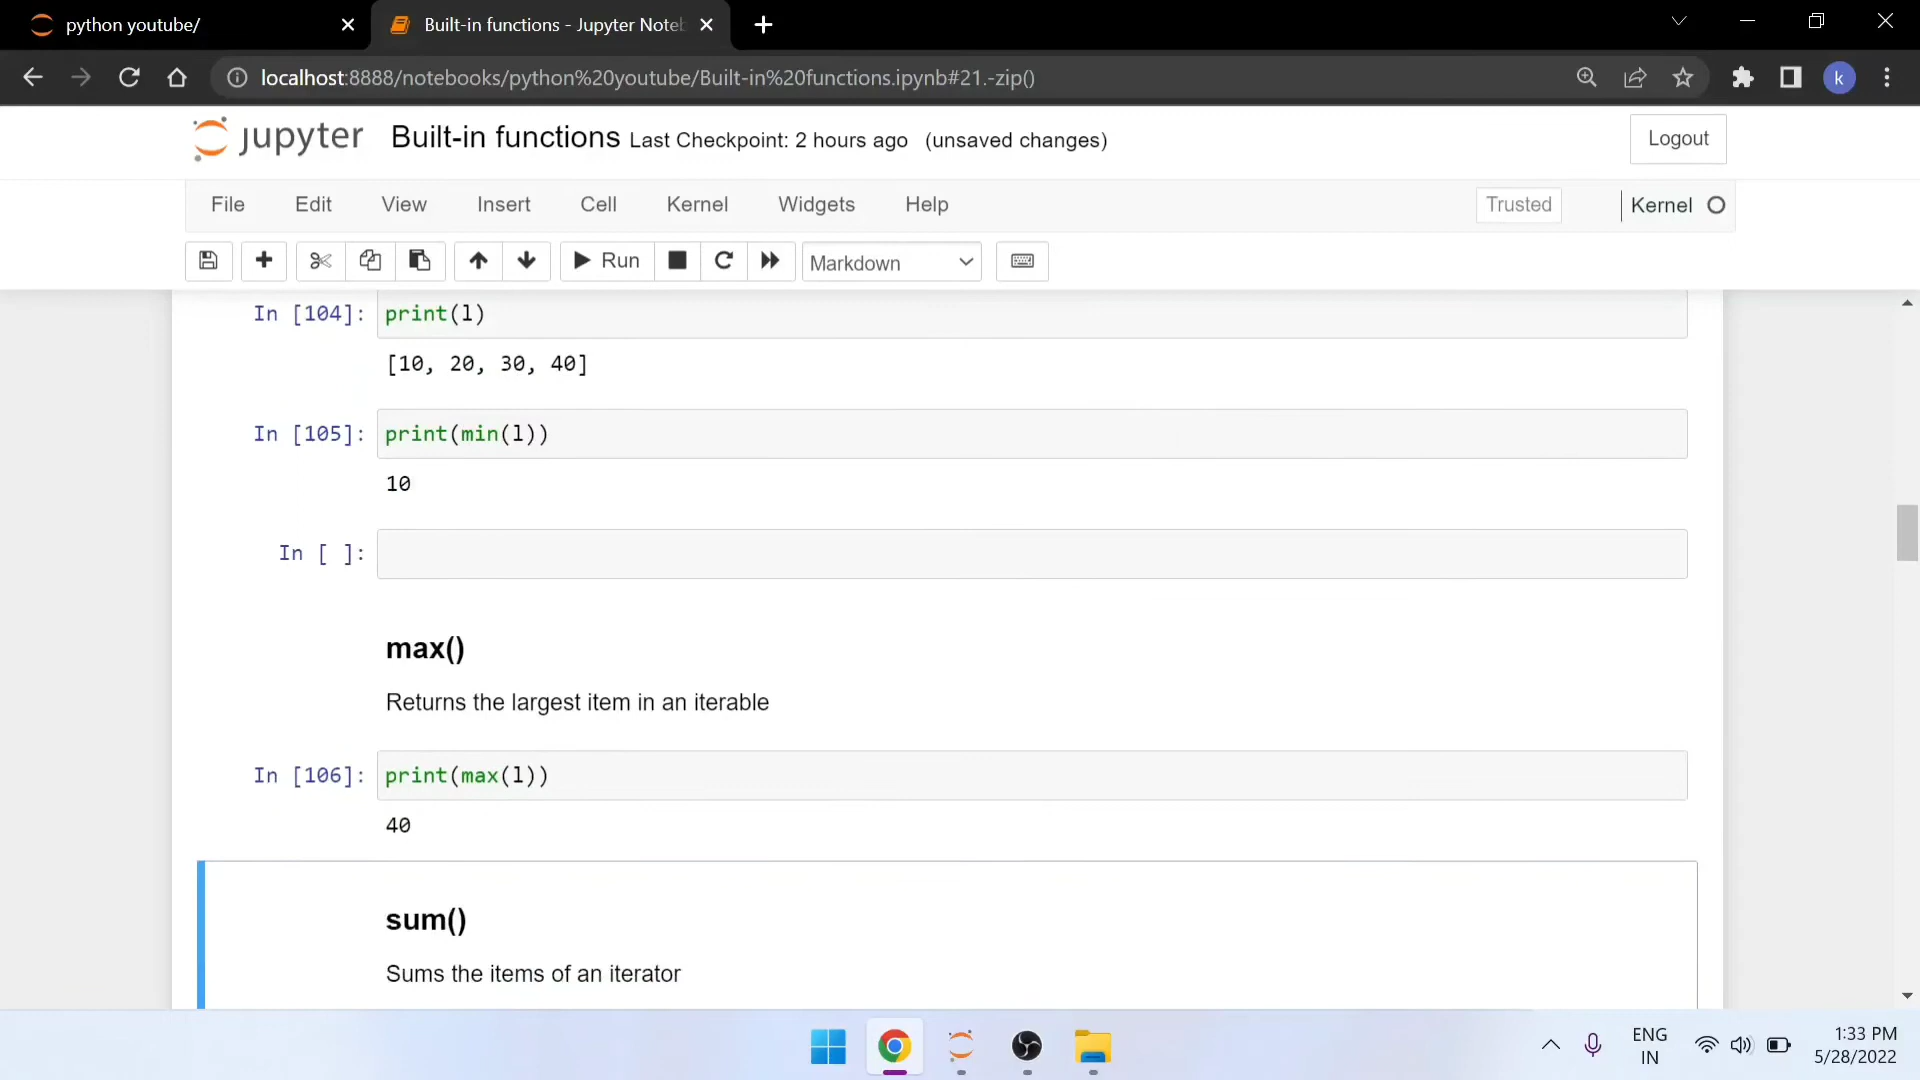 python youtube/
Built-in functions - Jupyter Noteb
localhost:8888/notebooks/python%20youtube/Built-in%20functions.ipynb#21.-zip()
k
jupyter Built-in functions Last Checkpoint: 2 hours ago (unsaved changes)
Logout
File Edit View Insert Cell Kernel Widgets Help
Trusted
Kernel
Run
Markdown
In [104]: print(l)
[10, 20, 30, 40]
In [105]: print(min(l))
10
In [ ]:
max()
Returns the largest item in an iterable
In [106]: print(max(l))
40
sum()
Sums the items of an iterator
ENG
IN
1:33 PM
5/28/2022